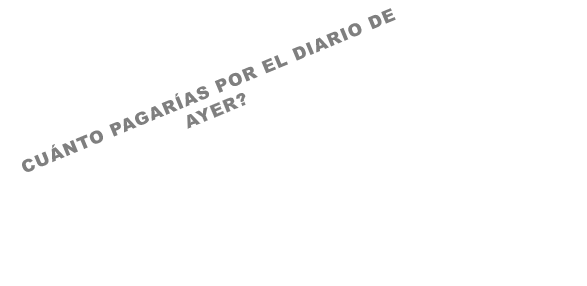 CUÁNTO PAGARÍAS POR EL DIARIO DE
AYER?